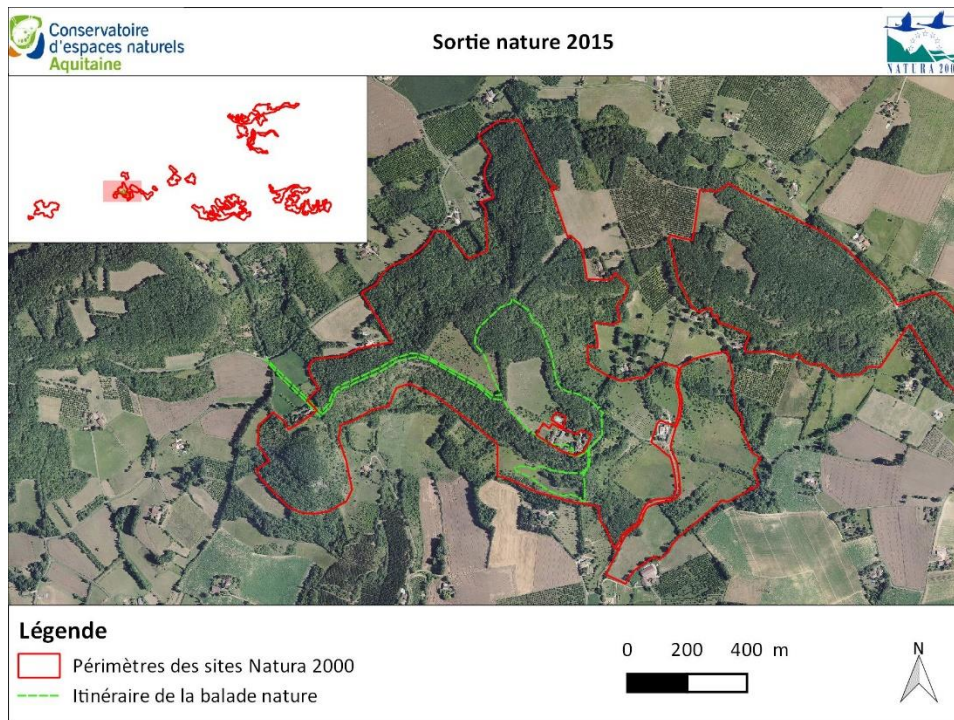 Conservatoire
d'espaces naturels
Aquitaine
Sortie nature 2015
NATURA 2000
Légende
Périmètres des sites Natura 2000
Itinéraire de la balade nature
0 200 400 m
N